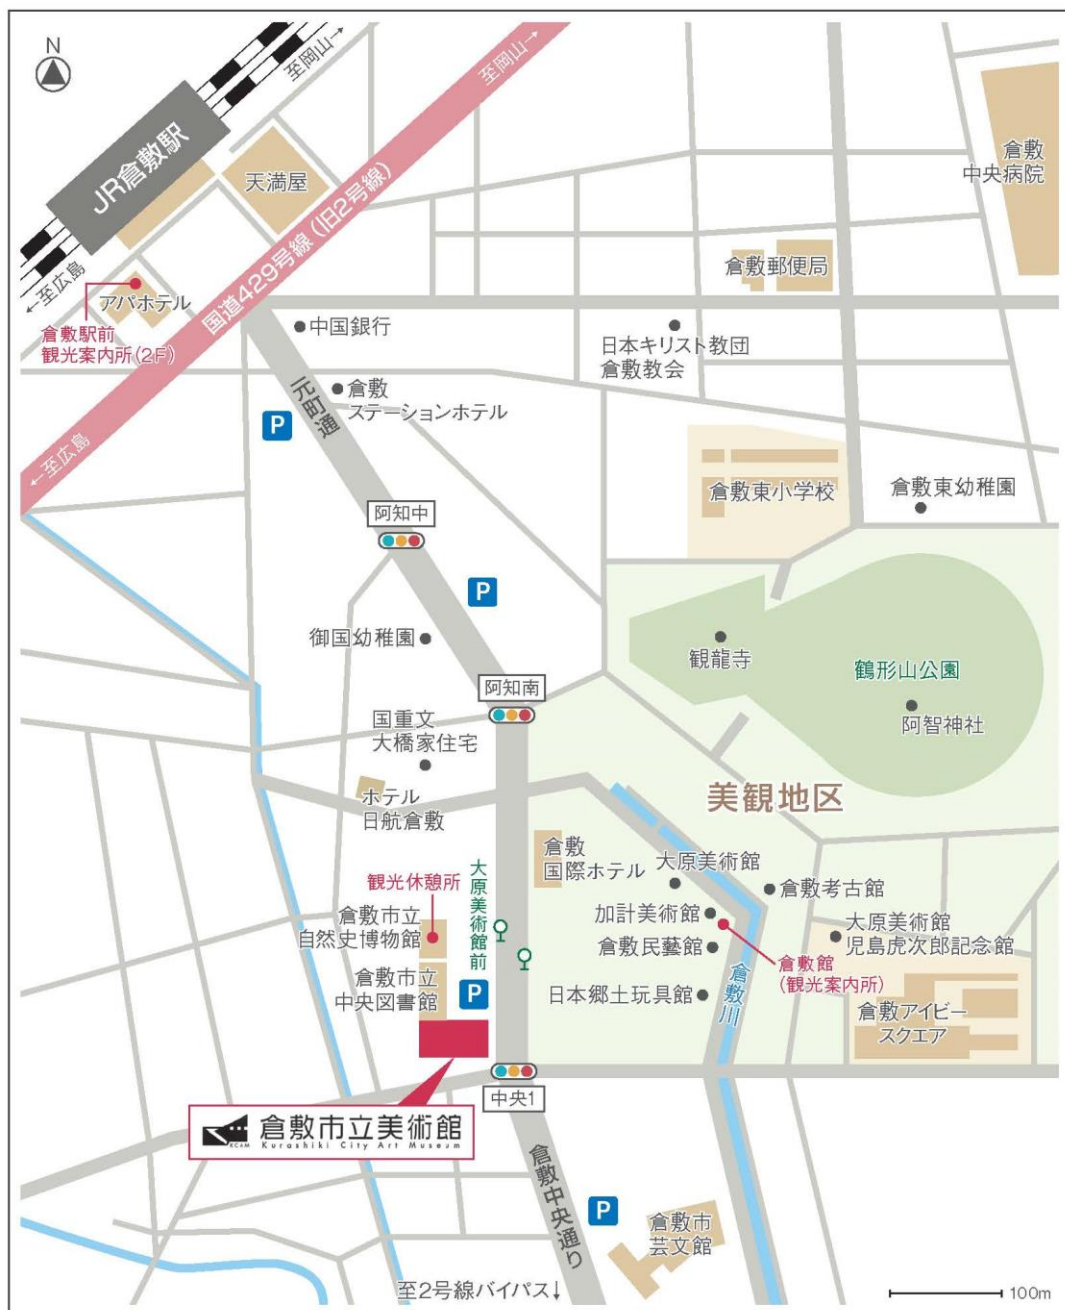 N
至岡山→
至岡山→
JR倉敷駅
天満屋
倉敷
中央病院
国道429号線(旧2号線)
←至広島
アパホテル
倉敷駅前
観光案内所(2F)
倉敷郵便局
中国銀行
日本キリスト教団
倉敷教会
元町通
倉敷
ステーションホテル
P
←至広島
倉敷東小学校
倉敷東幼稚園
阿知中
P
御国幼稚園
観龍寺
鶴形山公園
阿智神社
阿知南
国重文
大橋家住宅
美観地区
ホテル
日航倉敷
倉敷
国際ホテル
大原美術館
倉敷考古館
大原美術館前
観光休憩所
倉敷市立
自然史博物館
加計美術館
倉敷民藝館
倉敷館
(観光案内所)
大原美術館
児島虎次郎記念館
倉敷市立
中央図書館
P
日本郷土玩具館
倉敷川
倉敷アイビー
スクエア
中央1
KCAM
倉敷市立美術館
Kurashiki City Art Museum
倉敷中央通り
P
倉敷市
芸文館
至2号線バイパス↓
100m